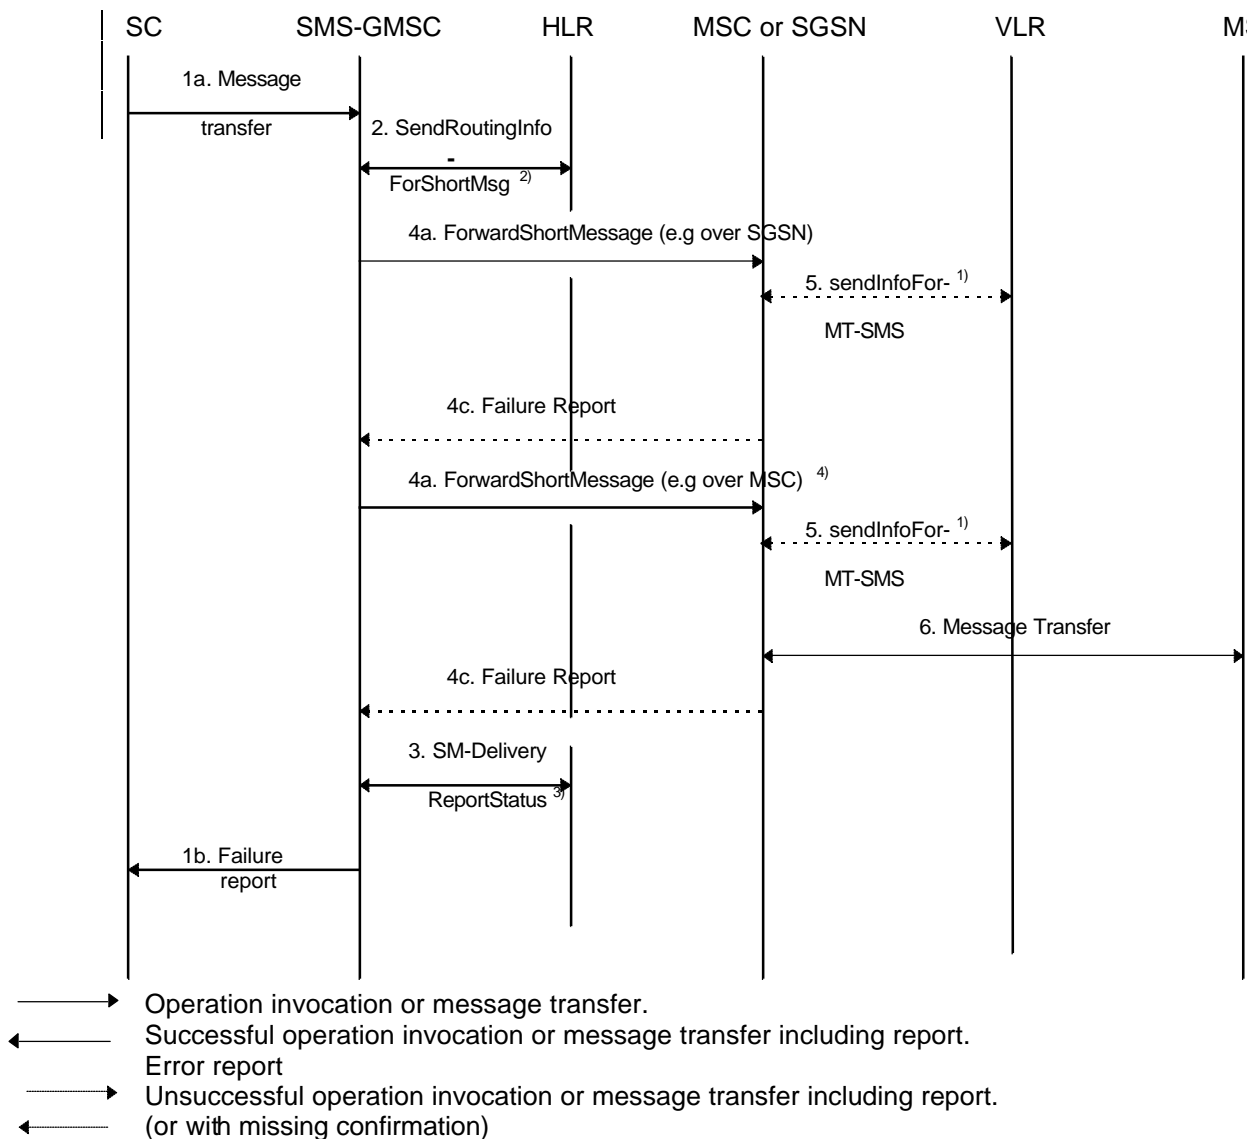 SC SMS-GMSC HLR MSC or SGSN VLR MS
1a. Message
transfer
2. SendRoutingInfo
-
ForShortMsg 2)
4a. ForwardShortMessage (e.g over SGSN)
5. sendInfoFor- 1)
MT-SMS
4c. Failure Report
4a. ForwardShortMessage (e.g over MSC) 4)
5. sendInfoFor- 1)
MT-SMS
6. Message Transfer
4c. Failure Report
3. SM-Delivery
ReportStatus 3)
1b. Failure
report
Operation invocation or message transfer.
Successful operation invocation or message transfer including report.
Error report
Unsuccessful operation invocation or message transfer including report.
(or with missing confirmation)